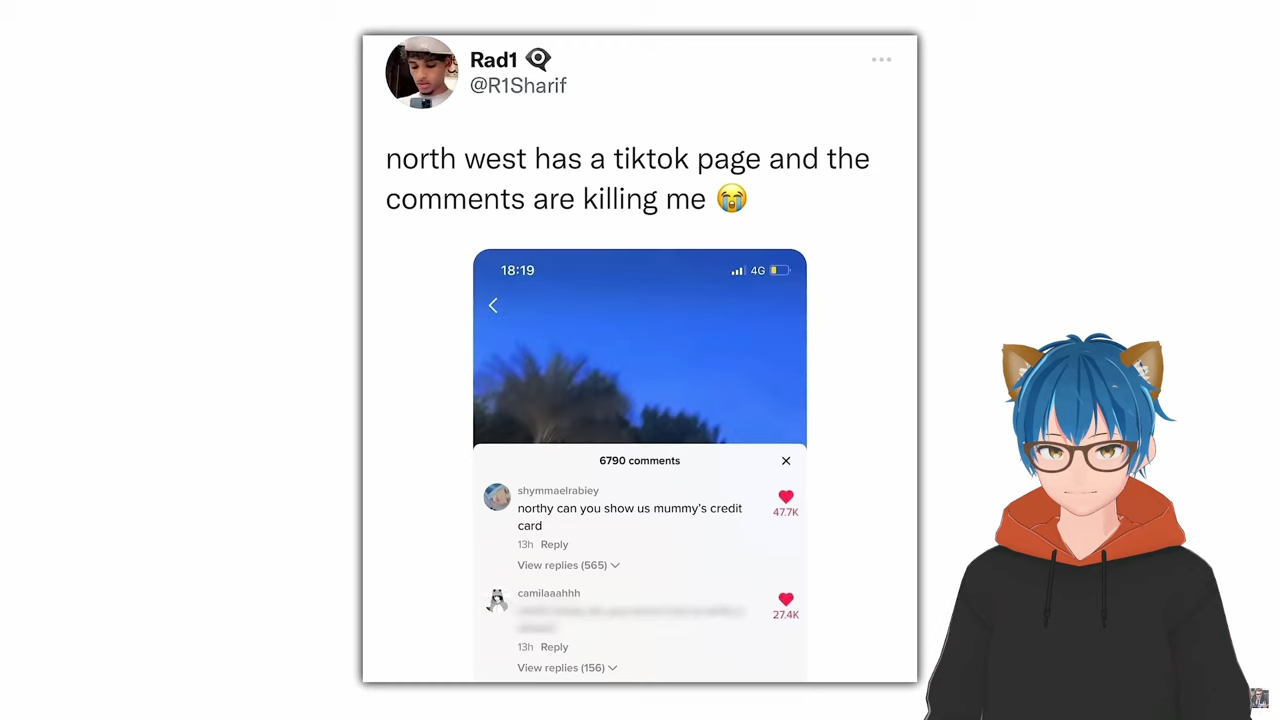 Rad1
@R1Sharif
north west has a tiktok page and the
comments are killing me 😭
18:19
4G
6790 comments
shymmaelrabiey
northy can you show us mummy's credit
card
47.7K
13h Reply
View replies (565)
camilaaahhh
27.4K
13h Reply
View replies (156)